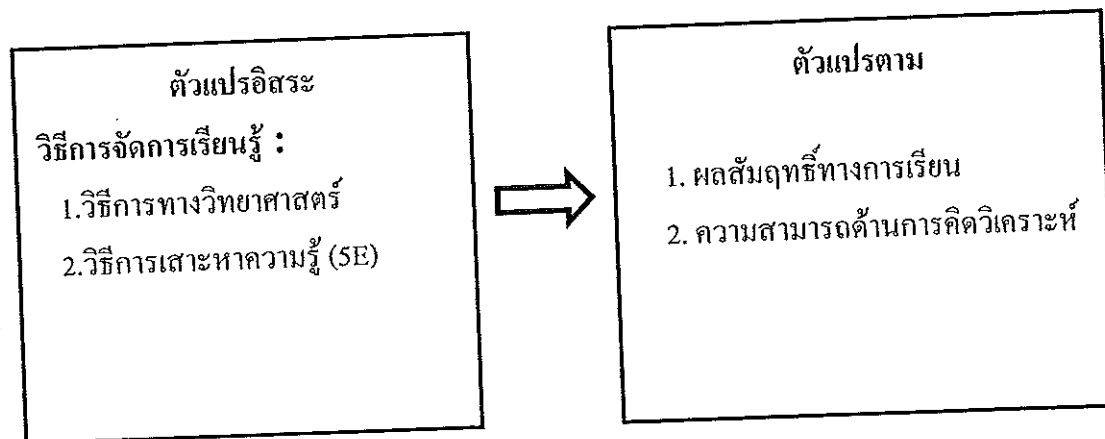 ตัวแปรอิสระ
วิธีการจัดการเรียนรู้ :
1.วิธีการทางวิทยาศาสตร์
2.วิธีการเสาะหาความรู้ (5E)
ตัวแปรตาม
1. ผลสัมฤทธิ์ทางการเรียน
2. ความสามารถด้านการคิดวิเคราะห์